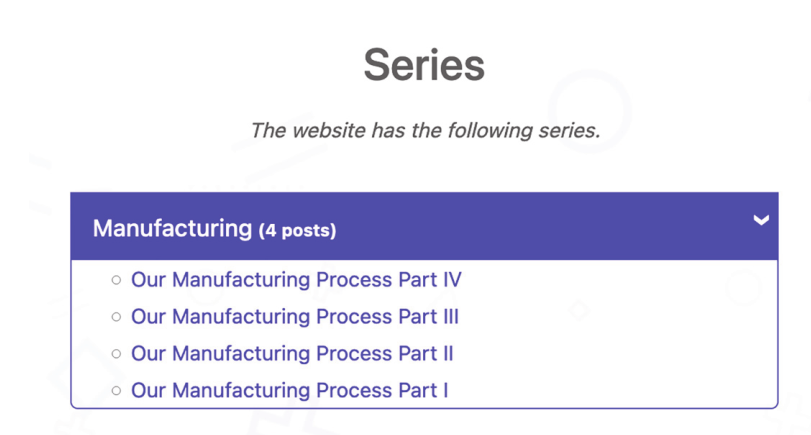 Series
The website has the following series.
Manufacturing (4 posts)
Our Manufacturing Process Part IV
Our Manufacturing Process Part III
Our Manufacturing Process Part II
Our Manufacturing Process Part I